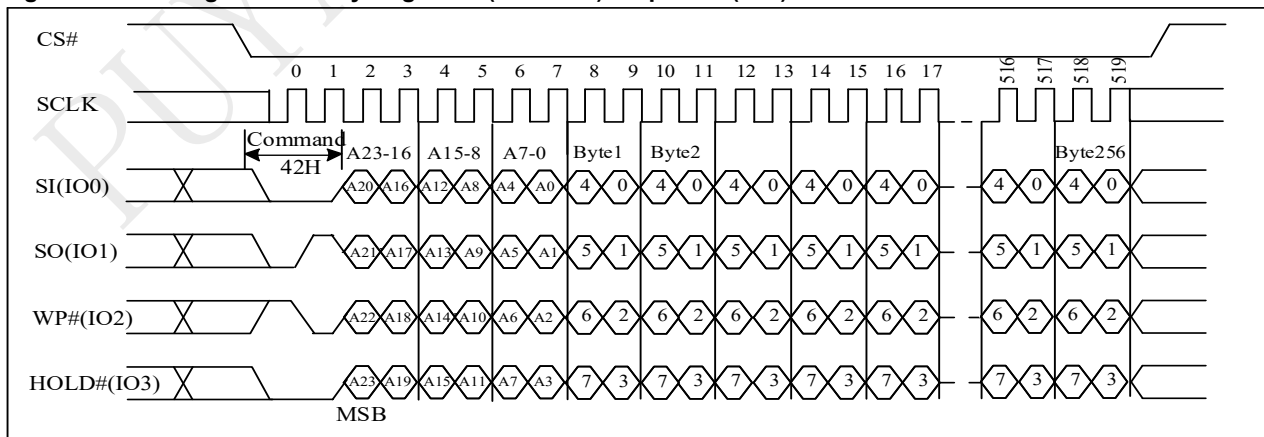 CS#
0 1 2 3 4 5 6 7 8 9 10 11 12 13 14 15 16 17 516 517 518 519
SCLK
Command
42H
A23-16 A15-8 A7-0 Byte1 Byte2 Byte256
SI(IO0) A20 A16 A12 A8 A4 A0 4 0 4 0 4 0 4 0 4 0 4 0 4 0
SO(IO1) A21 A17 A13 A9 A5 A1 5 1 5 1 5 1 5 1 5 1 5 1 5 1
WP#(IO2) A22 A18 A14 A10 A6 A2 6 2 6 2 6 2 6 2 6 2 6 2 6 2
HOLD#(IO3) A23 A19 A15 A11 A7 A3 7 3 7 3 7 3 7 3 7 3 7 3 7 3
MSB
PUYA